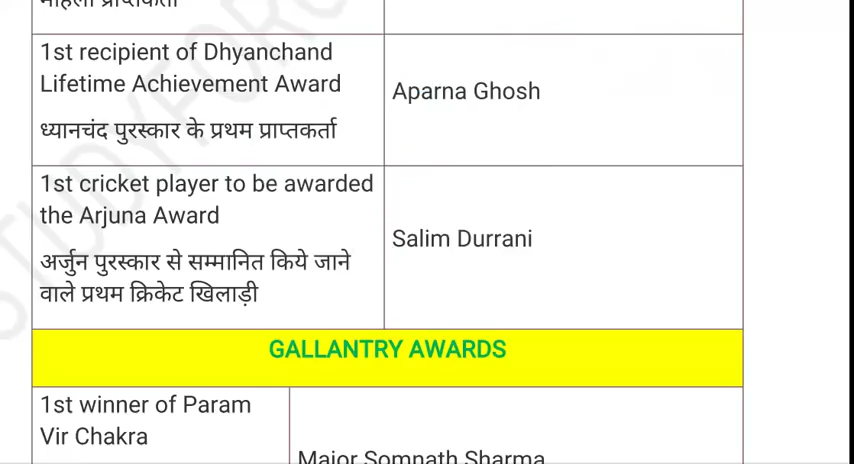 1st recipient of Dhyanchand
Lifetime Achievement Award
ध्यानचंद पुरस्कार के प्रथम प्राप्तकर्ता
Aparna Ghosh
1st cricket player to be awarded
the Arjuna Award
अर्जुन पुरस्कार से सम्मानित किये जाने
वाले प्रथम क्रिकेट खिलाड़ी
Salim Durrani
GALLANTRY AWARDS
1st winner of Param
Vir Chakra
Major Somnath Sharma